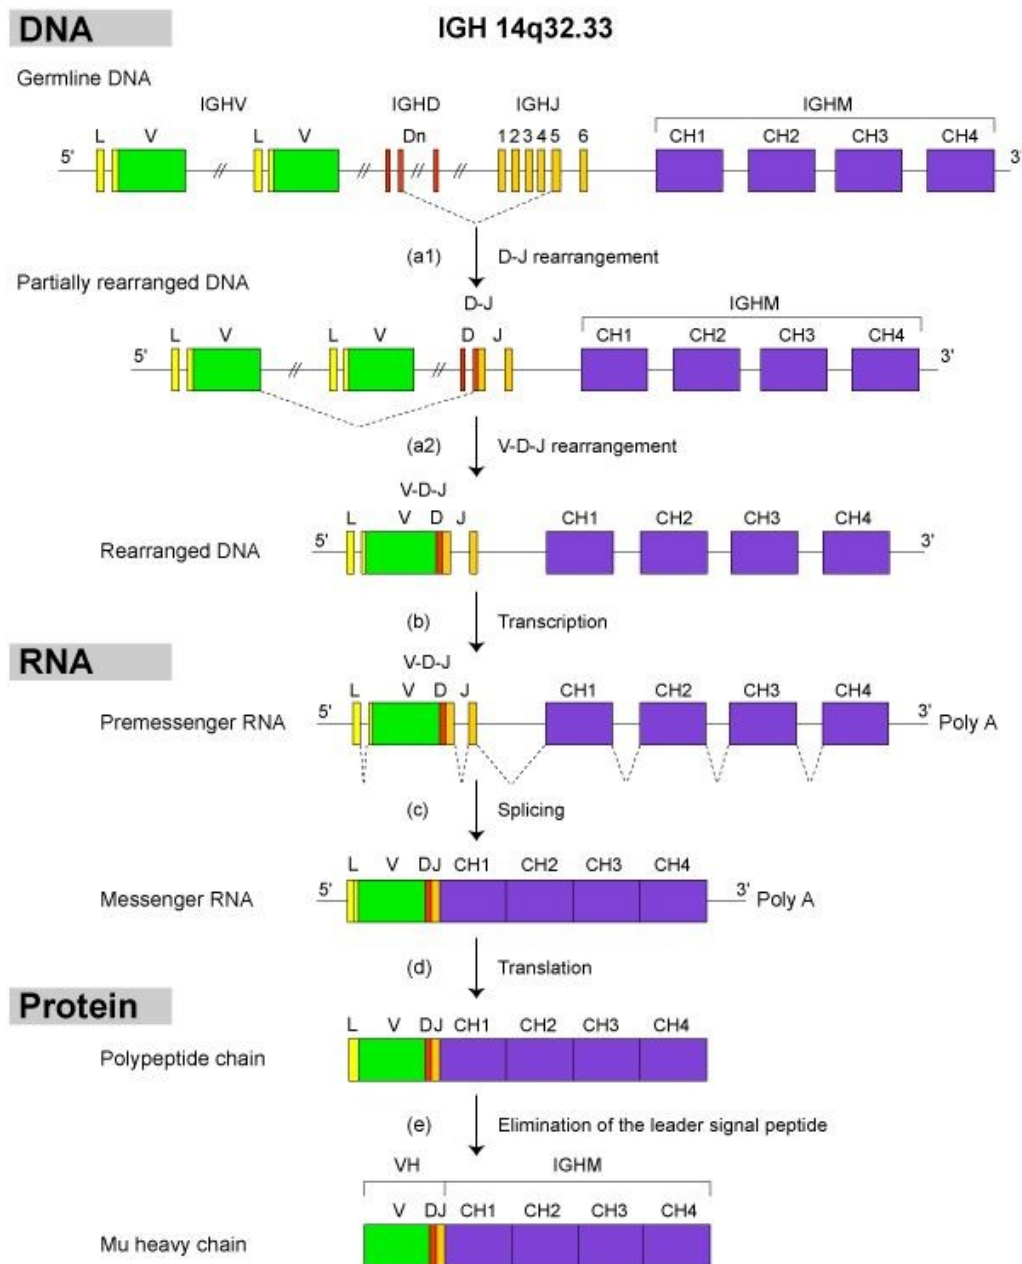 DNA
IGH 14q32.33
Germline DNA
IGHV IGHD IGHJ IGHM
L V L V Dn 1 2 3 4 5 6 CH1 CH2 CH3 CH4
5' 3'
(a1) D-J rearrangement
Partially rearranged DNA
D-J IGHM
L V L V D J CH1 CH2 CH3 CH4
5' 3'
(a2) V-D-J rearrangement
V-D-J
L V D J CH1 CH2 CH3 CH4
Rearranged DNA 5' 3'
(b) Transcription
RNA
V-D-J
L V D J CH1 CH2 CH3 CH4
Premessenger RNA 5' 3' Poly A
(c) Splicing
L V DJ CH1 CH2 CH3 CH4
Messenger RNA 5' 3' Poly A
(d) Translation
Protein
L V DJ CH1 CH2 CH3 CH4
Polypeptide chain
(e) Elimination of the leader signal peptide
VH IGHM
V DJ CH1 CH2 CH3 CH4
Mu heavy chain